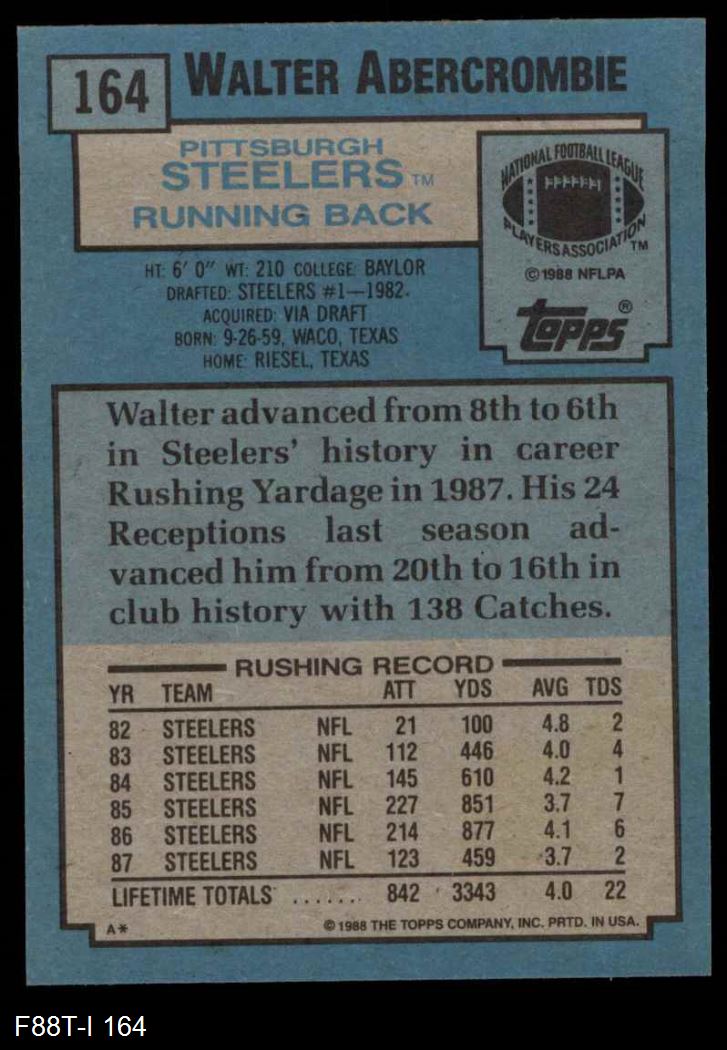 164
WALTER ABERCROMBIE
PITTSBURGH
STEELERS TM
RUNNING BACK
NATIONAL FOOTBALL LEAGUE
PLAYERS ASSOCIATION TM
©1988 NFLPA
topps®
HT: 6' 0" WT: 210 COLLEGE: BAYLOR
DRAFTED: STEELERS #1—1982.
ACQUIRED: VIA DRAFT
BORN: 9-26-59, WACO, TEXAS
HOME: RIESEL, TEXAS
Walter advanced from 8th to 6th
in Steelers' history in career
Rushing Yardage in 1987. His 24
Receptions last season ad-
vanced him from 20th to 16th in
club history with 138 Catches.
RUSHING RECORD
YR TEAM ATT YDS AVG TDS
82 STEELERS NFL 21 100 4.8 2
83 STEELERS NFL 112 446 4.0 4
84 STEELERS NFL 145 610 4.2 1
85 STEELERS NFL 227 851 3.7 7
86 STEELERS NFL 214 877 4.1 6
87 STEELERS NFL 123 459 3.7 2
LIFETIME TOTALS ...... 842 3343 4.0 22
A* ©1988 THE TOPPS COMPANY, INC. PRTD. IN USA.
F88T-I 164